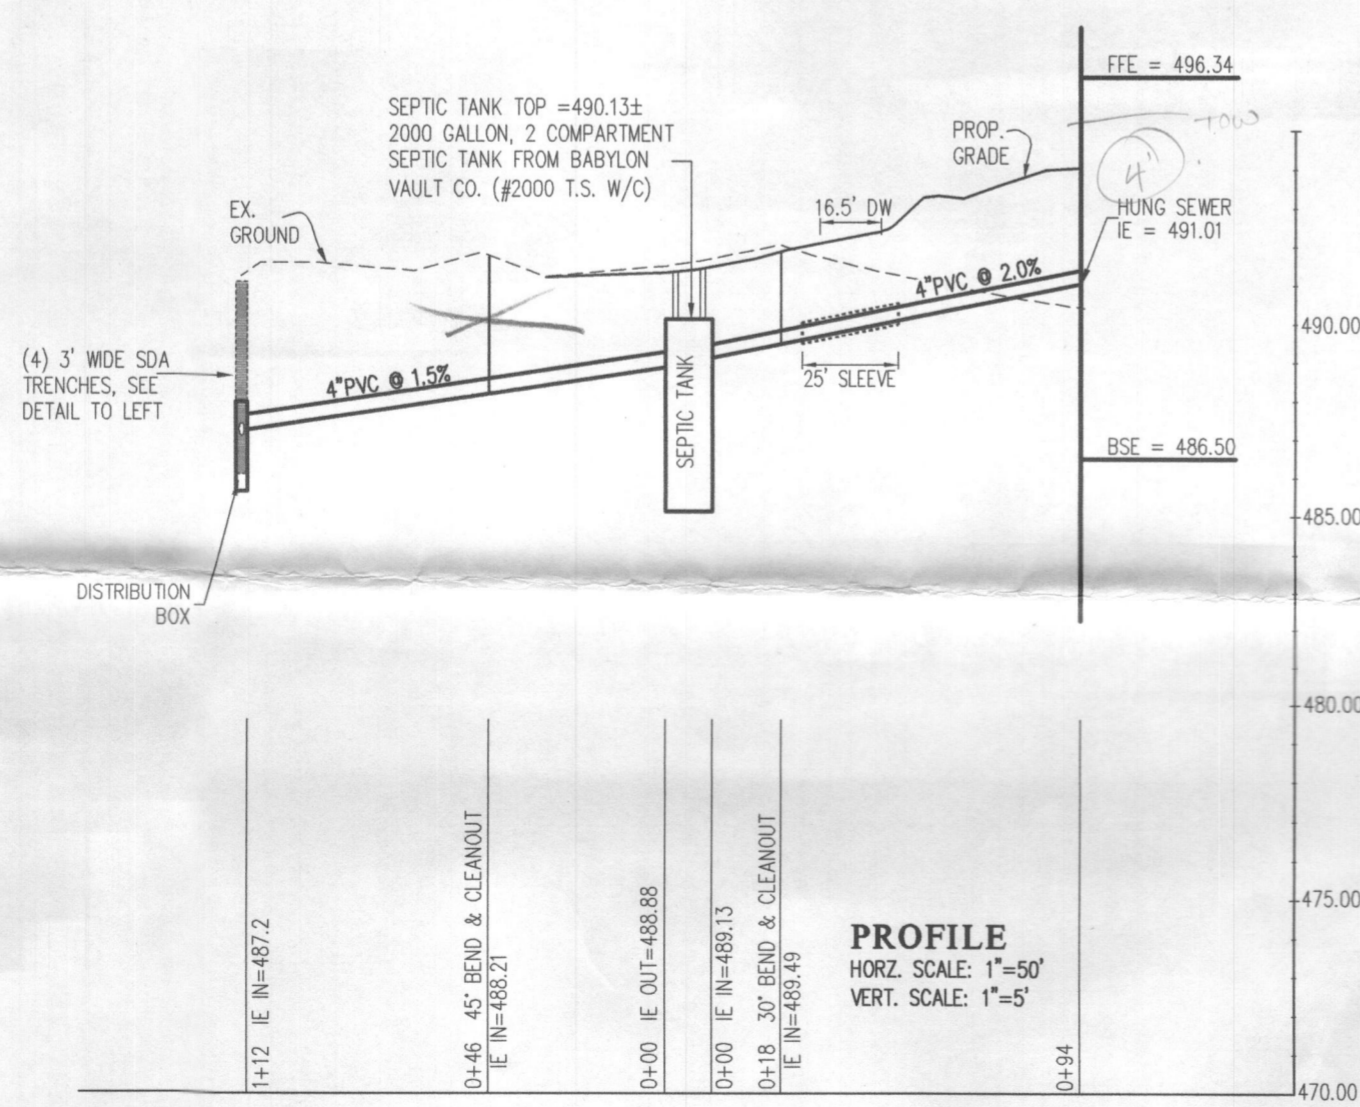 FFE = 496.34
SEPTIC TANK TOP =490.13±
2000 GALLON, 2 COMPARTMENT
SEPTIC TANK FROM BABYLON
VAULT CO. (#2000 T.S. W/C)
PROP.
GRADE
4'
EX.
GROUND
16.5' DW
HUNG SEWER
IE = 491.01
4"PVC @ 2.0%
490.00
(4) 3' WIDE SDA
TRENCHES, SEE
DETAIL TO LEFT
4"PVC @ 1.5%
SEPTIC TANK
25' SLEEVE
BSE = 486.50
485.00
DISTRIBUTION
BOX
480.00
475.00
470.00
1+12 IE IN=487.2
0+46 45° BEND & CLEANOUT
IE IN=488.21
0+00 IE OUT=488.88
0+00 IE IN=489.13
0+18 30° BEND & CLEANOUT
IE IN=489.49
0+94
PROFILE
HORZ. SCALE: 1"=50'
VERT. SCALE: 1"=5'